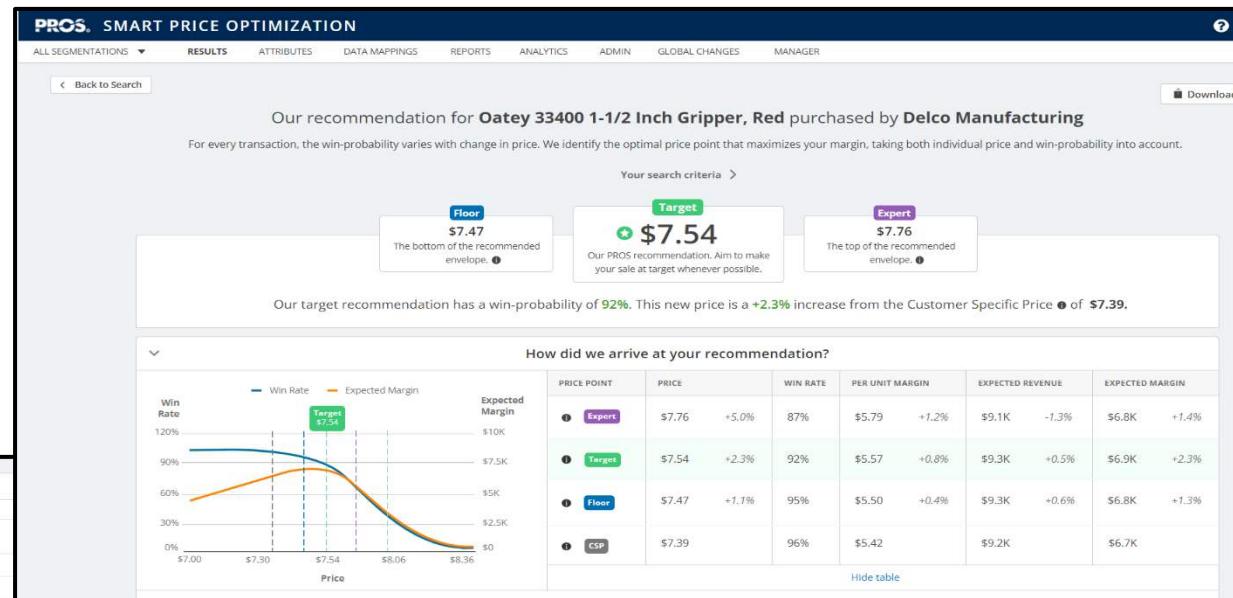 PROS. SMART PRICE OPTIMIZATION
ALL SEGMENTATIONS RESULTS ATTRIBUTES DATA MAPPINGS REPORTS ANALYTICS ADMIN GLOBAL CHANGES MANAGER
< Back to Search
Download
Our recommendation for Oatey 33400 1-1/2 Inch Gripper, Red purchased by Delco Manufacturing
For every transaction, the win-probability varies with change in price. We identify the optimal price point that maximizes your margin, taking both individual price and win-probability into account.
Your search criteria >
Floor
$7.47
The bottom of the recommended
envelope.
Target
$7.54
Our PROS recommendation. Aim to make
your sale at target whenever possible.
Expert
$7.76
The top of the recommended
envelope.
Our target recommendation has a win-probability of 92%. This new price is a +2.3% increase from the Customer Specific Price of $7.39.
How did we arrive at your recommendation?
Win Rate Expected Margin
Win
Rate
Expected
Margin
Target
$7.54
120% $10K
90% $7.5K
60% $5K
30% $2.5K
0% $0
$7.00 $7.30 $7.54 $8.06 $8.36
Price
PRICE POINT PRICE WIN RATE PER UNIT MARGIN EXPECTED REVENUE EXPECTED MARGIN
Expert $7.76 +5.0% 87% $5.79 +1.2% $9.1K -1.3% $6.8K +1.4%
Target $7.54 +2.3% 92% $5.57 +0.8% $9.3K +0.5% $6.9K +2.3%
Floor $7.47 +1.1% 95% $5.50 +0.4% $9.3K +0.6% $6.8K +1.3%
CSP $7.39 96% $5.42 $9.2K $6.7K
Hide table